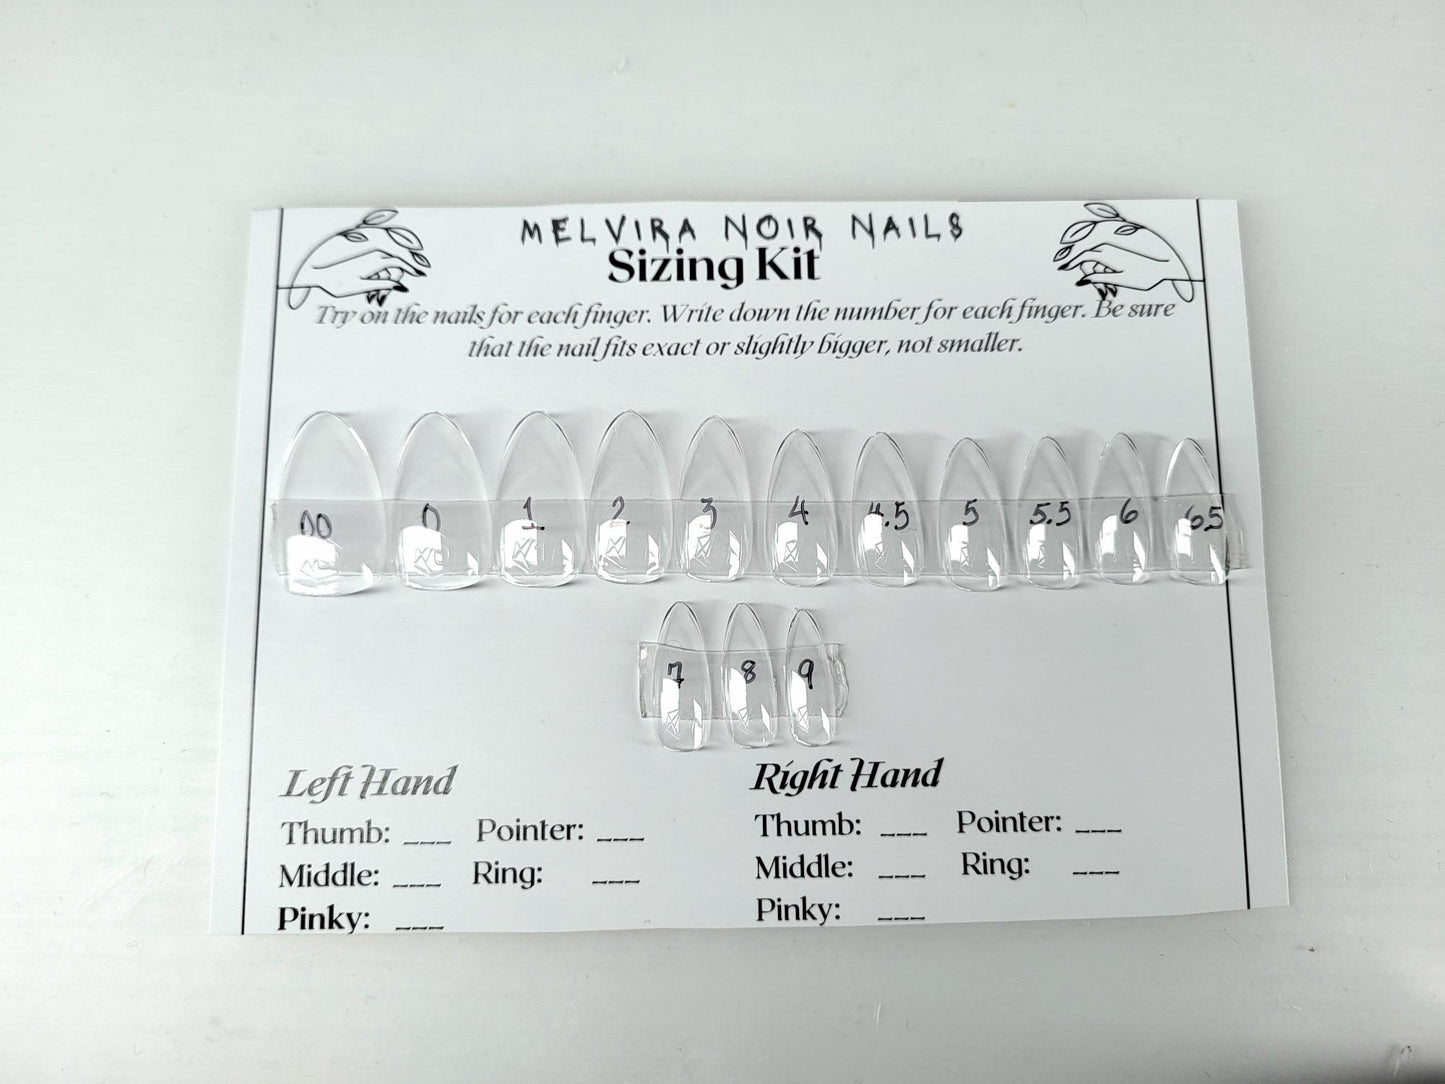 MELVIRA NOIR NAILS
Sizing Kit
Try on the nails for each finger. Write down the number for each finger. Be sure
that the nail fits exact or slightly bigger, not smaller.
00 0 1 2 3 4 4.5 5 5.5 6 6.5
7 8 9
Left Hand
Thumb: ___ Pointer: ___
Middle: ___ Ring: ___
Pinky: ___
Right Hand
Thumb: ___ Pointer: ___
Middle: ___ Ring: ___
Pinky: ___